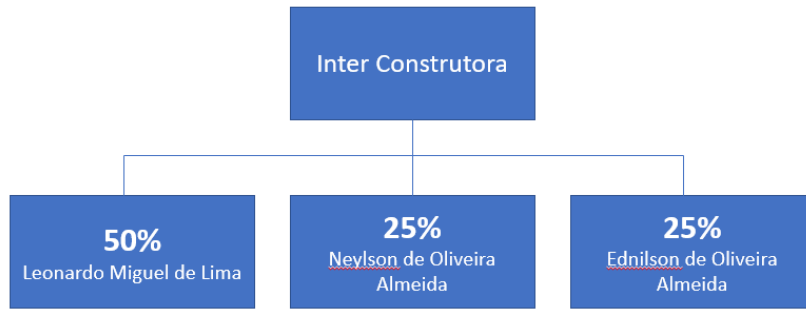 Inter Construtora
50%
Leonardo Miguel de Lima
25%
Neylson de Oliveira
Almeida
25%
Ednilson de Oliveira
Almeida